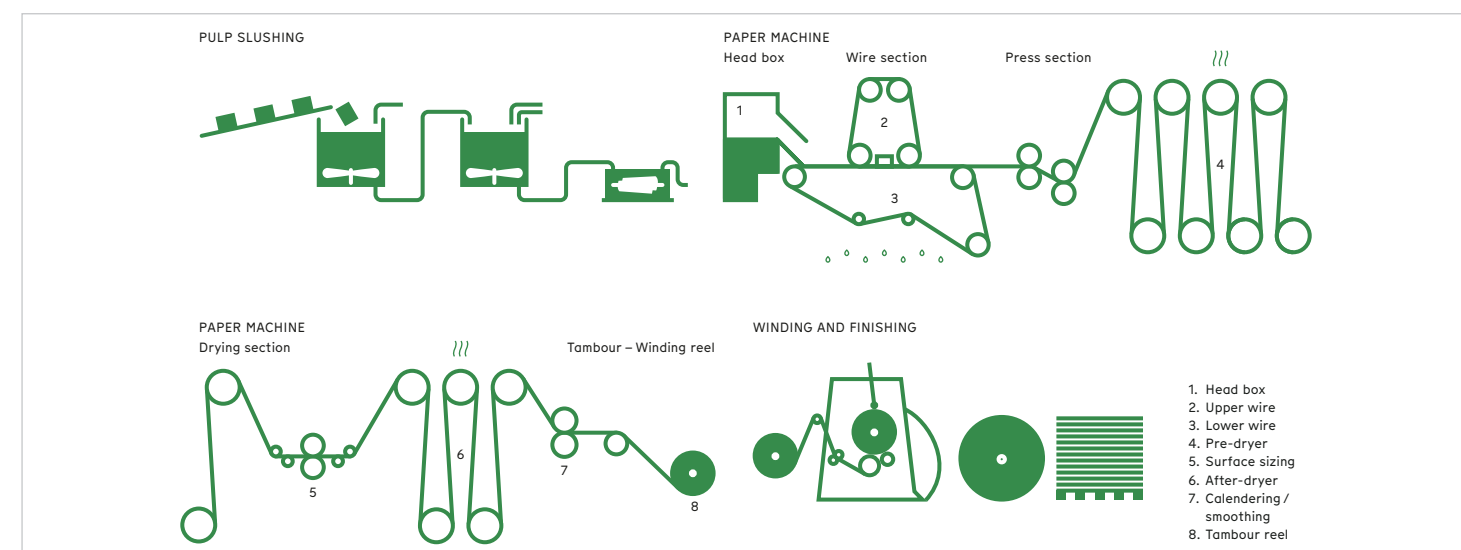 PULP SLUSHING
PAPER MACHINE
Head box
Wire section
Press section
1
2
3
4
PAPER MACHINE
Drying section
Tambour – Winding reel
WINDING AND FINISHING
5
6
7
8
1. Head box
2. Upper wire
3. Lower wire
4. Pre-dryer
5. Surface sizing
6. After-dryer
7. Calendering /
smoothing
8. Tambour reel